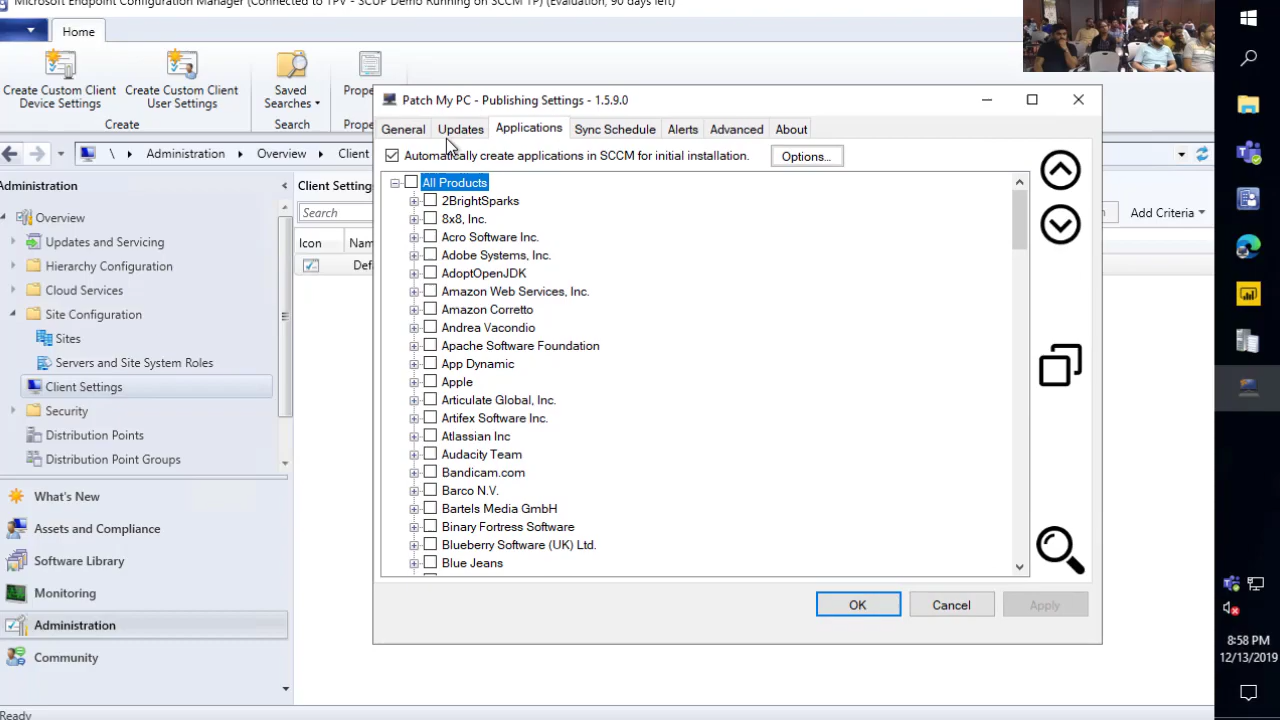 Microsoft Endpoint Configuration Manager (Connected to TPV - SCUP Demo Running on SCCM TP) (Evaluation, 90 days left)
Home
Create Custom Client Device Settings
Create Custom Client User Settings
Saved Searches
Prope
Create
Search
Prope
\ Administration Overview Client
Administration
Overview
Updates and Servicing
Hierarchy Configuration
Cloud Services
Site Configuration
Sites
Servers and Site System Roles
Client Settings
Security
Distribution Points
Distribution Point Groups
What's New
Assets and Compliance
Software Library
Monitoring
Administration
Community
Ready
Client Setting
Search
Add Criteria
Icon
Nam
Def
Patch My PC - Publishing Settings - 1.5.9.0
General Updates Applications Sync Schedule Alerts Advanced About
Automatically create applications in SCCM for initial installation.
Options...
All Products
2BrightSparks
8x8, Inc.
Acro Software Inc.
Adobe Systems, Inc.
AdoptOpenJDK
Amazon Web Services, Inc.
Amazon Corretto
Andrea Vacondio
Apache Software Foundation
App Dynamic
Apple
Articulate Global, Inc.
Artifex Software Inc.
Atlassian Inc
Audacity Team
Bandicam.com
Barco N.V.
Bartels Media GmbH
Binary Fortress Software
Blueberry Software (UK) Ltd.
Blue Jeans
OK
Cancel
Apply
8:58 PM
12/13/2019